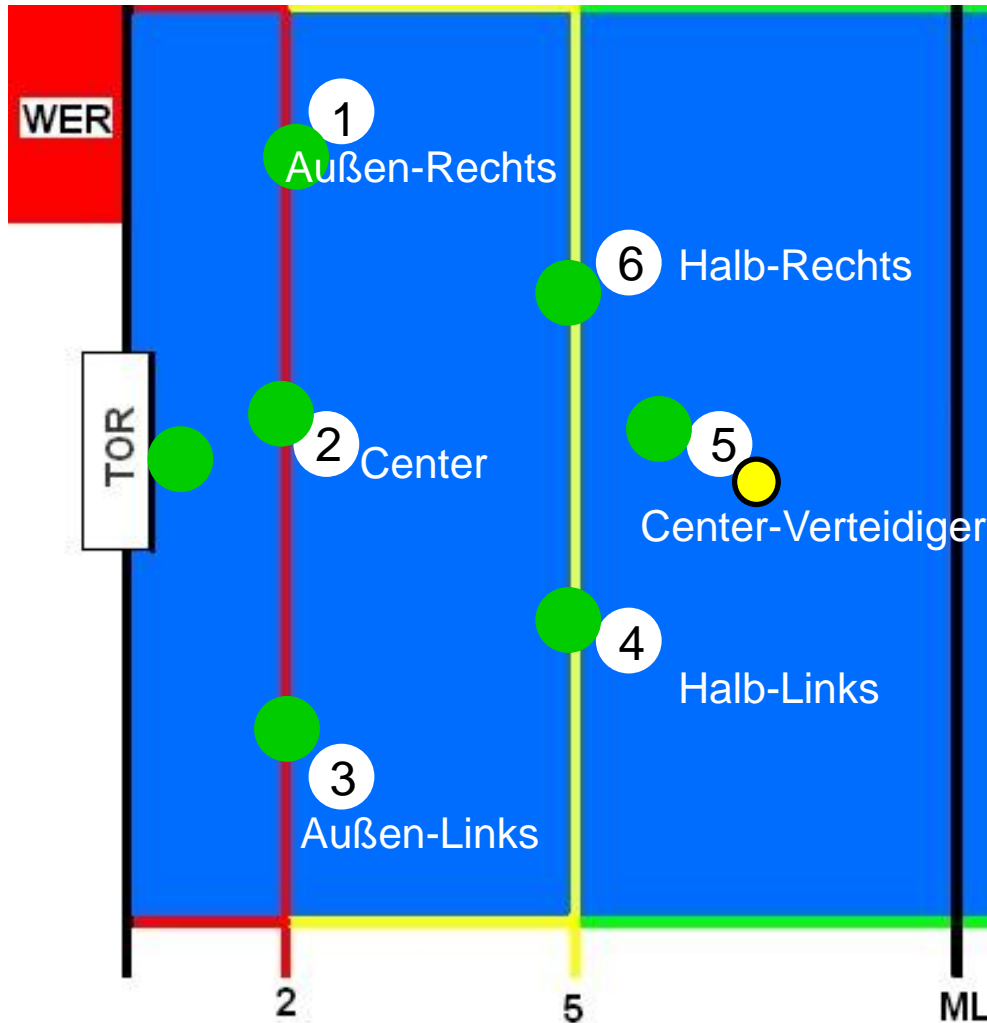 WER
1
Außen-Rechts
6
Halb-Rechts
TOR
2
Center
5
Center-Verteidiger
4
Halb-Links
3
Außen-Links
2
5
ML